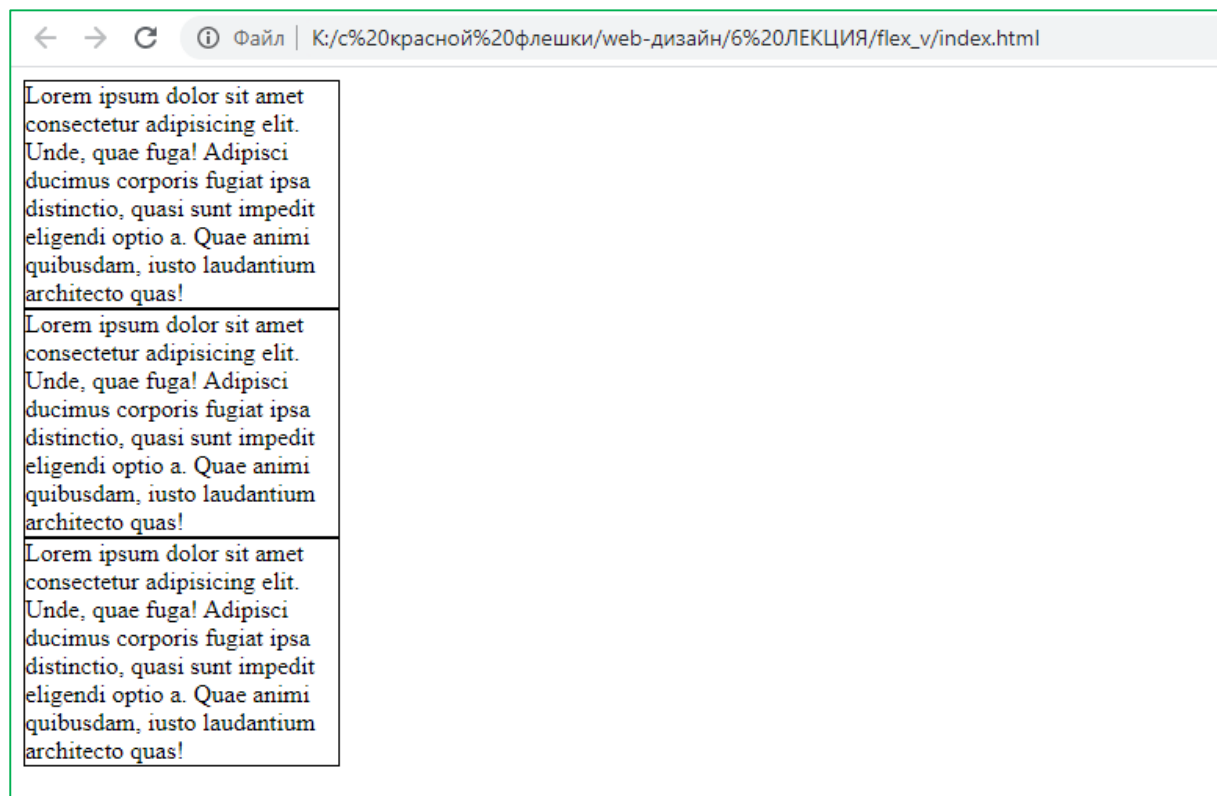 Файл | K:/с%20красной%20флешки/web-дизайн/6%20ЛЕКЦИЯ/flex_v/index.html
Lorem ipsum dolor sit amet
consectetur adipisicing elit.
Unde, quae fuga! Adipisci
ducimus corporis fugiat ipsa
distinctio, quasi sunt impedit
eligendi optio a. Quae animi
quibusdam, iusto laudantium
architecto quas!
Lorem ipsum dolor sit amet
consectetur adipisicing elit.
Unde, quae fuga! Adipisci
ducimus corporis fugiat ipsa
distinctio, quasi sunt impedit
eligendi optio a. Quae animi
quibusdam, iusto laudantium
architecto quas!
Lorem ipsum dolor sit amet
consectetur adipisicing elit.
Unde, quae fuga! Adipisci
ducimus corporis fugiat ipsa
distinctio, quasi sunt impedit
eligendi optio a. Quae animi
quibusdam, iusto laudantium
architecto quas!